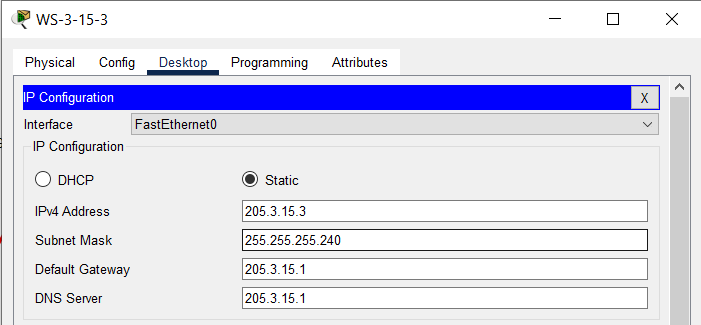 WS-3-15-3
Physical Config Desktop Programming Attributes
IP Configuration X
Interface FastEthernet0
IP Configuration
DHCP Static
IPv4 Address 205.3.15.3
Subnet Mask 255.255.255.240
Default Gateway 205.3.15.1
DNS Server 205.3.15.1